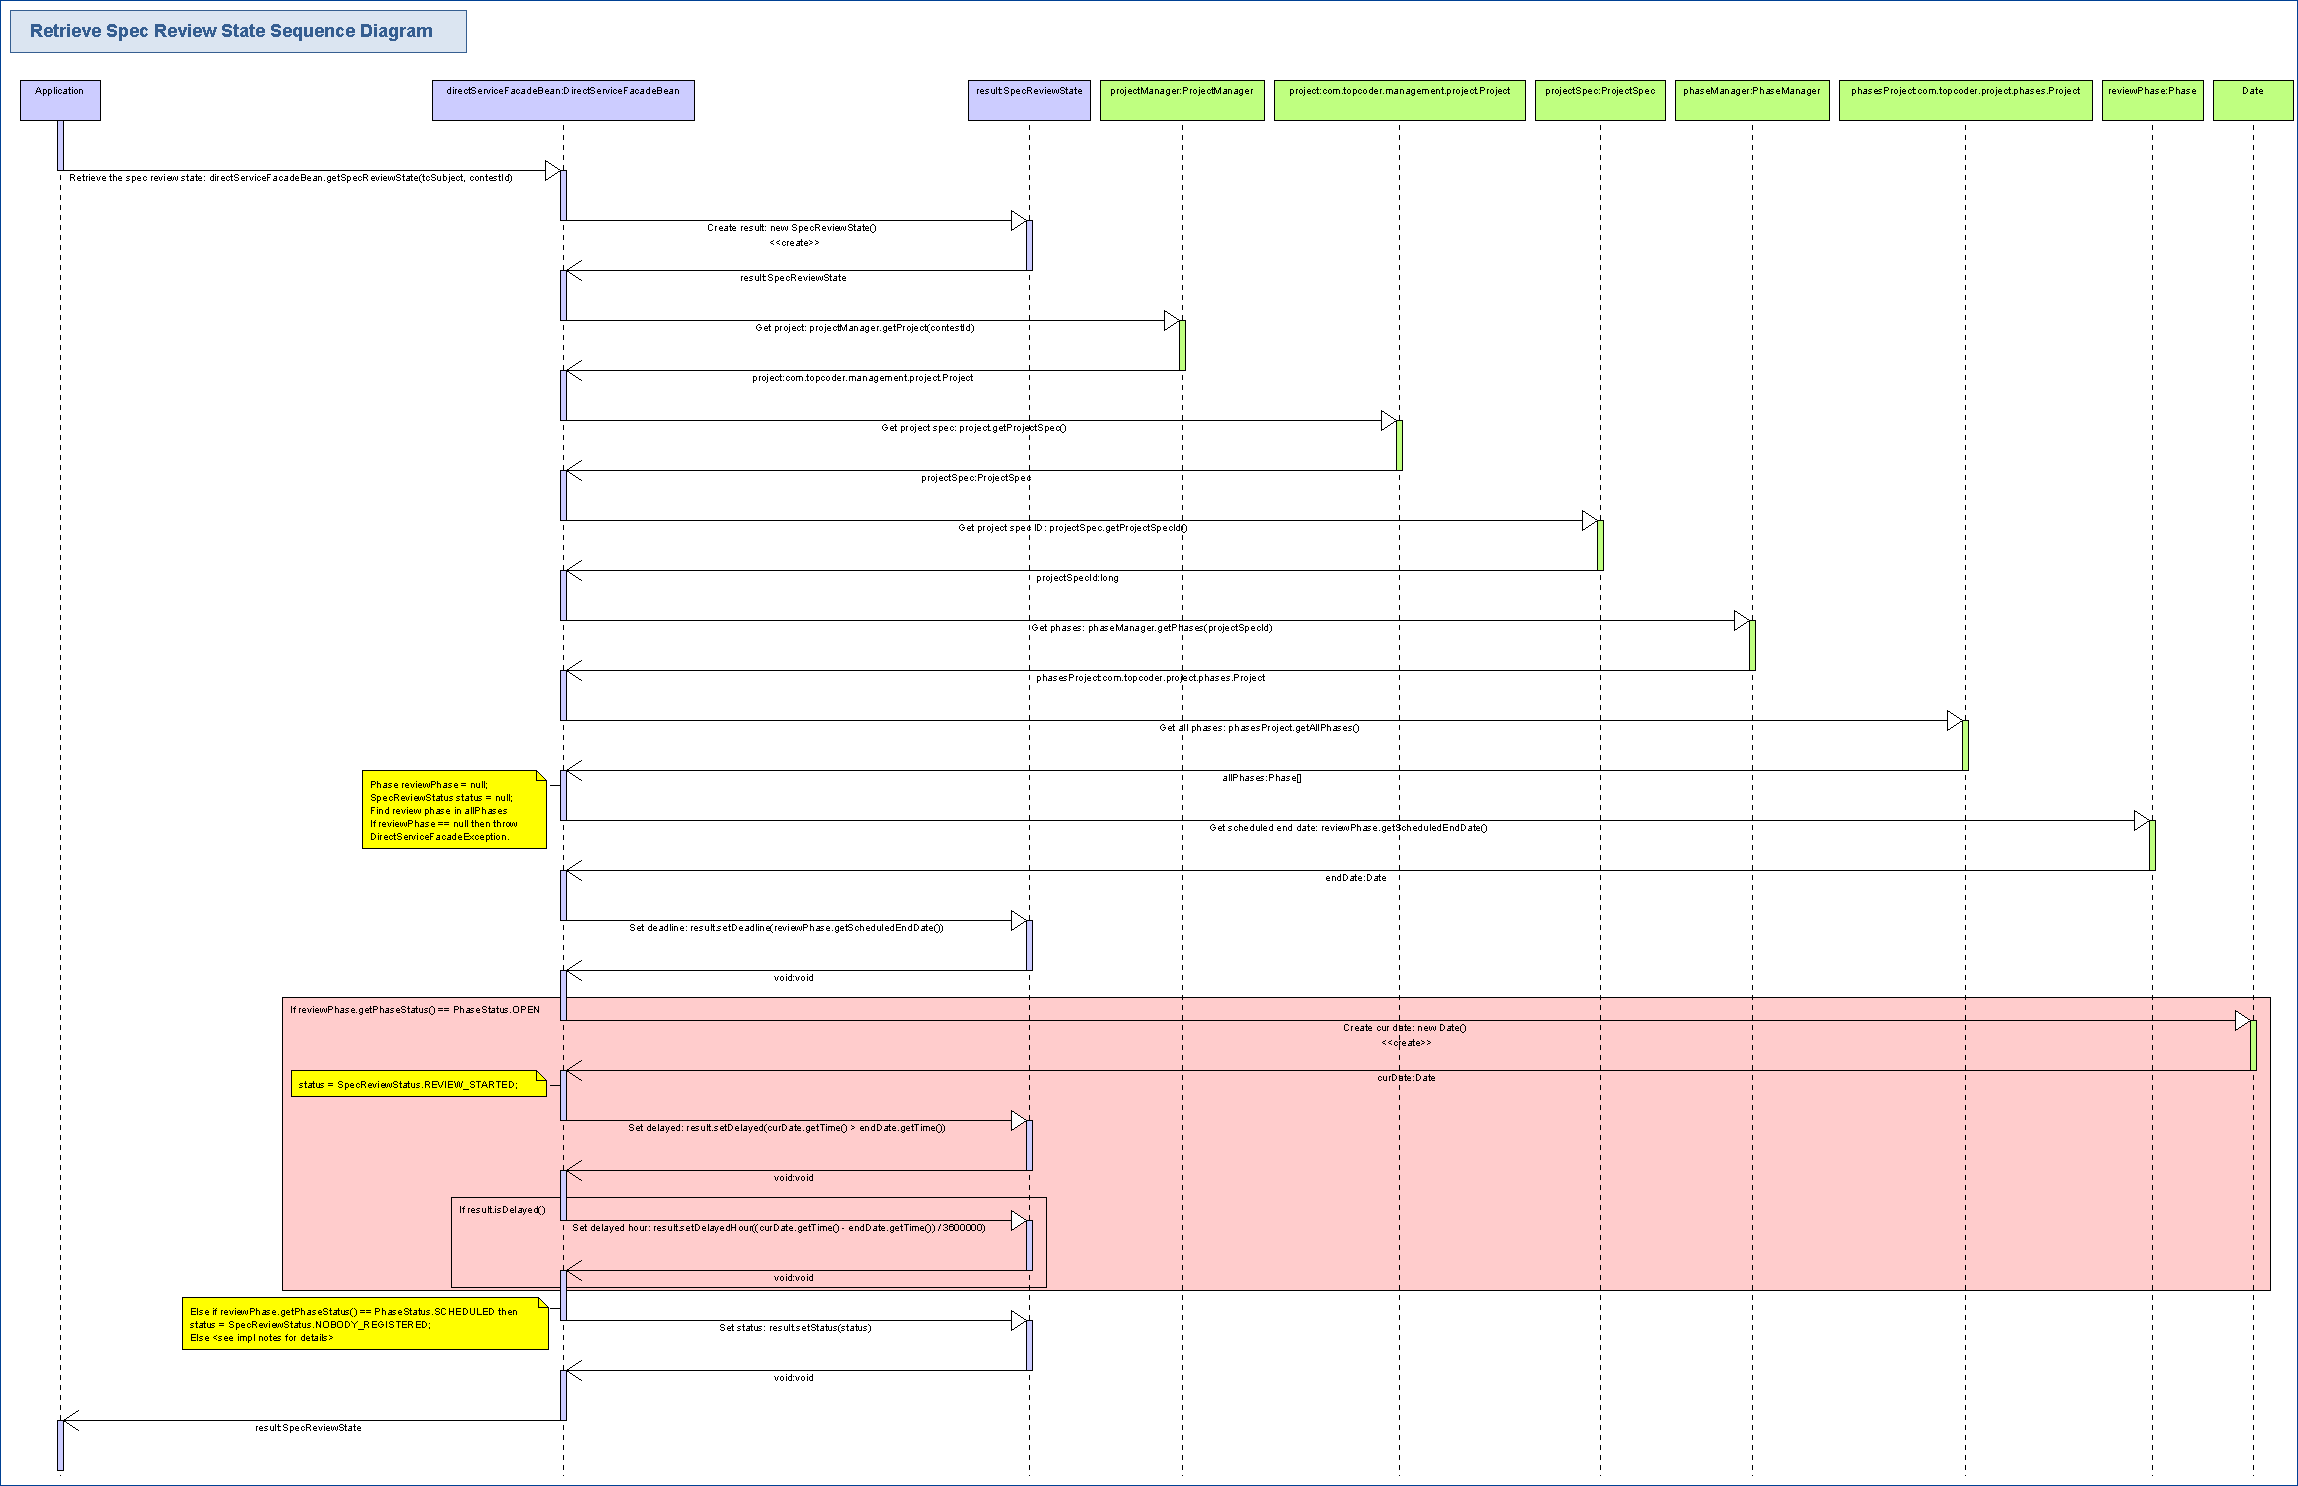 Retrieve Spec Review State Sequence Diagram
Application
directServiceFacadeBean:DirectServiceFacadeBean
result:SpecReviewState
projectManager:ProjectManager
project:com.topcoder.management.project.Project
projectSpec:ProjectSpec
phaseManager:PhaseManager
phasesProject:com.topcoder.project.phases.Project
reviewPhase:Phase
Date
Retrieve the spec review state: directServiceFacadeBean.getSpecReviewState(tcSubject, contestId)
Create result: new SpecReviewState()
<<create>>
result:SpecReviewState
Get project: projectManager.getProject(contestId)
project:com.topcoder.management.project.Project
Get project spec: project.getProjectSpec()
projectSpec:ProjectSpec
Get project spec ID: projectSpec.getProjectSpecId()
projectSpecId:long
Get phases: phaseManager.getPhases(projectSpecId)
phasesProject:com.topcoder.project.phases.Project
Get all phases: phasesProject.getAllPhases()
allPhases:Phase[]
Phase reviewPhase = null;
SpecReviewStatus status = null;
Find review phase in allPhases
If reviewPhase == null then throw
DirectServiceFacadeException.
Get scheduled end date: reviewPhase.getScheduledEndDate()
endDate:Date
Set deadline: result.setDeadline(reviewPhase.getScheduledEndDate())
void:void
If reviewPhase.getPhaseStatus() == PhaseStatus.OPEN
Create cur date: new Date()
<<create>>
curDate:Date
status = SpecReviewStatus.REVIEW_STARTED;
Set delayed: result.setDelayed(curDate.getTime() > endDate.getTime())
void:void
If result.isDelayed()
Set delayed hour: result.setDelayedHour((curDate.getTime() - endDate.getTime()) / 3600000)
void:void
Else if reviewPhase.getPhaseStatus() == PhaseStatus.SCHEDULED then
status = SpecReviewStatus.NOBODY_REGISTERED;
Else <see impl notes for details>
Set status: result.setStatus(status)
void:void
result:SpecReviewState